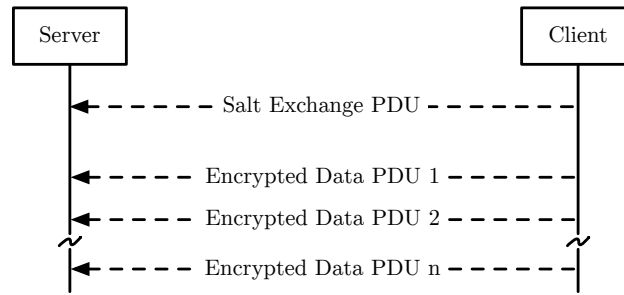 Server
Client
Salt Exchange PDU
Encrypted Data PDU 1
Encrypted Data PDU 2
Encrypted Data PDU n